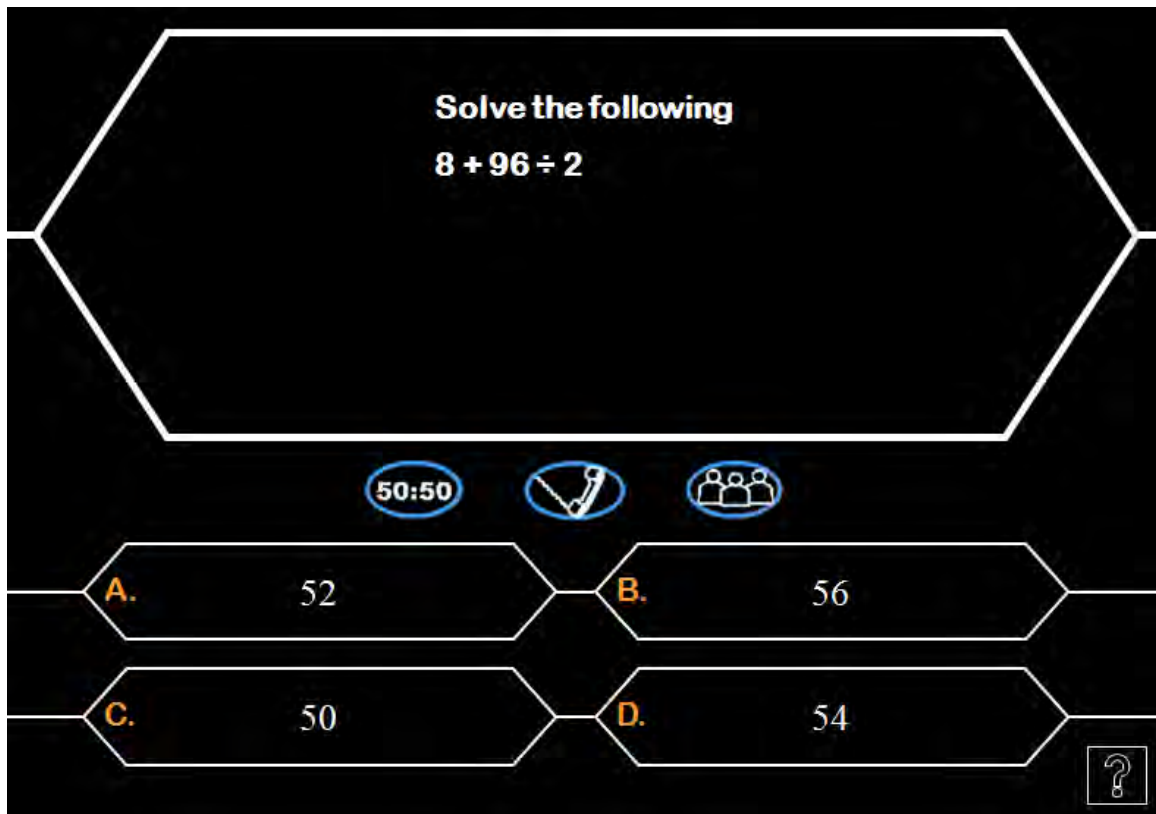 Solve the following
8 + 96 ÷ 2
50:50
A. 52
B. 56
C. 50
D. 54
?